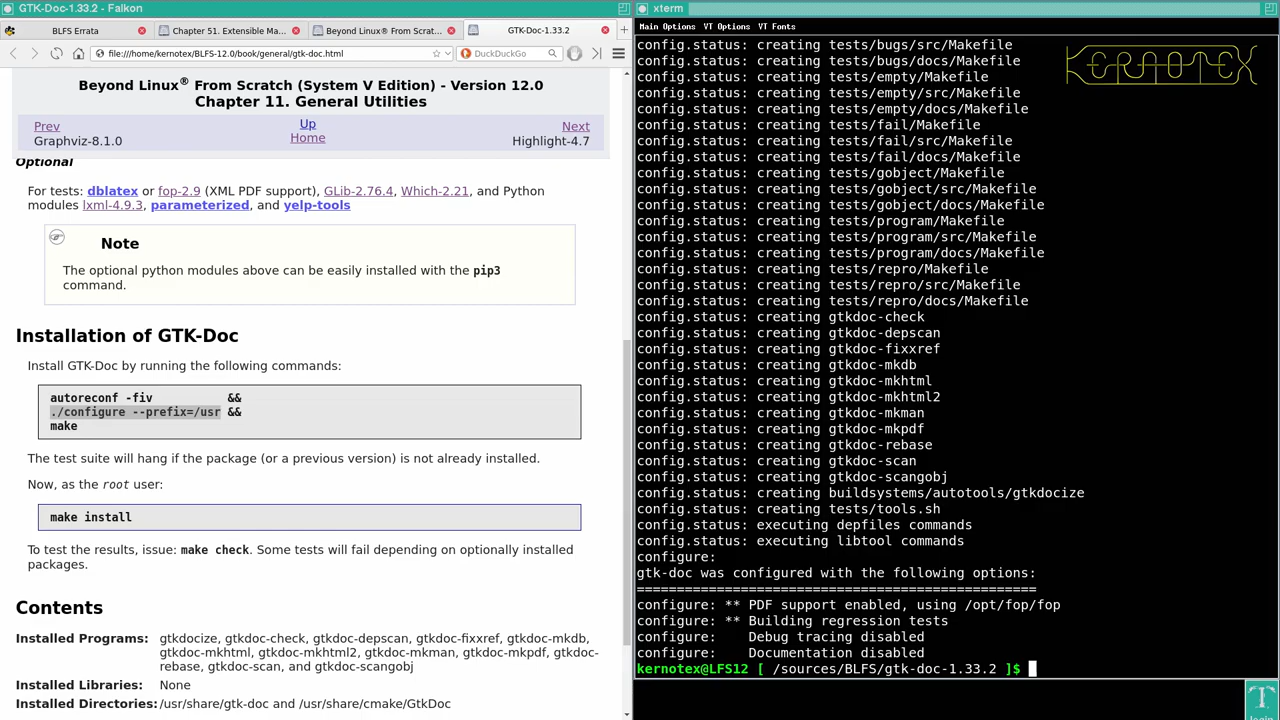 GTK-Doc-1.33.2 - Falkon
BLFS Errata
Chapter 51. Extensible Ma...
Beyond Linux® From Scrat...
GTK-Doc-1.33.2
file:///home/kernotex/BLFS-12.0/book/general/gtk-doc.html
DuckDuckGo
Beyond Linux® From Scratch (System V Edition) - Version 12.0
Chapter 11. General Utilities
Prev
Up
Next
Graphviz-8.1.0
Home
Highlight-4.7
Optional
For tests: dblatex or fop-2.9 (XML PDF support), GLib-2.76.4, Which-2.21, and Python
modules lxml-4.9.3, parameterized, and yelp-tools
Note
The optional python modules above can be easily installed with the pip3
command.
Installation of GTK-Doc
Install GTK-Doc by running the following commands:
autoreconf -fiv &&
./configure --prefix=/usr &&
make
The test suite will hang if the package (or a previous version) is not already installed.
Now, as the root user:
make install
To test the results, issue: make check. Some tests will fail depending on optionally installed
packages.
Contents
Installed Programs: gtkdocize, gtkdoc-check, gtkdoc-depscan, gtkdoc-fixxref, gtkdoc-mkdb,
gtkdoc-mkhtml, gtkdoc-mkhtml2, gtkdoc-mkman, gtkdoc-mkpdf, gtkdoc-
rebase, gtkdoc-scan, and gtkdoc-scangobj
Installed Libraries: None
Installed Directories: /usr/share/gtk-doc and /usr/share/cmake/GtkDoc
xterm
Main Options VT Options VT Fonts
KERNOTEX
config.status: creating tests/bugs/src/Makefile
config.status: creating tests/bugs/docs/Makefile
config.status: creating tests/empty/Makefile
config.status: creating tests/empty/src/Makefile
config.status: creating tests/empty/docs/Makefile
config.status: creating tests/fail/Makefile
config.status: creating tests/fail/src/Makefile
config.status: creating tests/fail/docs/Makefile
config.status: creating tests/gobject/Makefile
config.status: creating tests/gobject/src/Makefile
config.status: creating tests/gobject/docs/Makefile
config.status: creating tests/program/Makefile
config.status: creating tests/program/src/Makefile
config.status: creating tests/program/docs/Makefile
config.status: creating tests/repro/Makefile
config.status: creating tests/repro/src/Makefile
config.status: creating tests/repro/docs/Makefile
config.status: creating gtkdoc-check
config.status: creating gtkdoc-depscan
config.status: creating gtkdoc-fixxref
config.status: creating gtkdoc-mkdb
config.status: creating gtkdoc-mkhtml
config.status: creating gtkdoc-mkhtml2
config.status: creating gtkdoc-mkman
config.status: creating gtkdoc-mkpdf
config.status: creating gtkdoc-rebase
config.status: creating gtkdoc-scan
config.status: creating gtkdoc-scangobj
config.status: creating buildsystems/autotools/gtkdocize
config.status: creating tests/tools.sh
config.status: executing depfiles commands
config.status: executing libtool commands
configure:
gtk-doc was configured with the following options:
==================================================
configure: ** PDF support enabled, using /opt/fop/fop
configure: ** Building regression tests
configure:    Debug tracing disabled
configure:    Documentation disabled
kernotex@LFS12 [ /sources/BLFS/gtk-doc-1.33.2 ]$
login